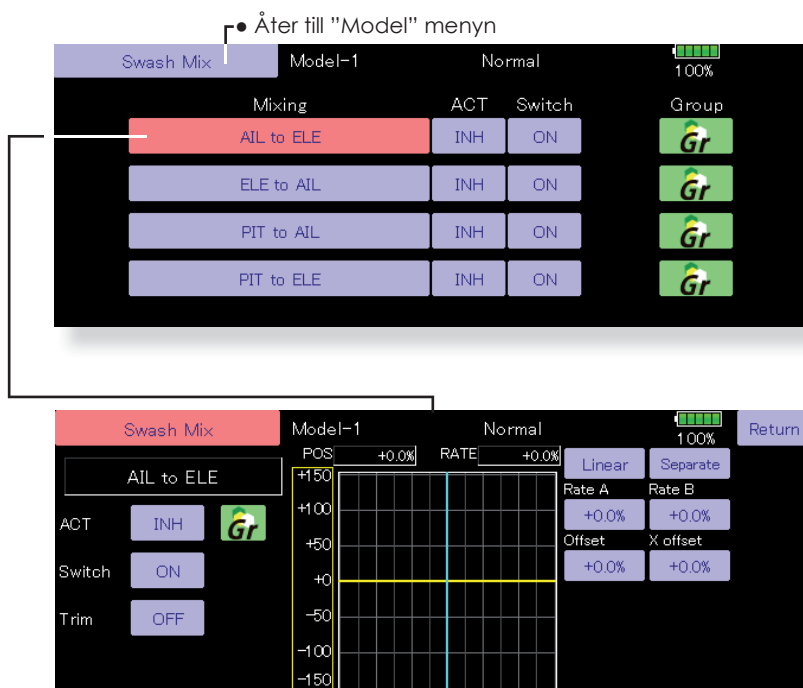 Åter till ”Model” menyn
Swash Mix Model-1 Normal 100%
Mixing ACT Switch Group
AIL to ELE INH ON Gr
ELE to AIL INH ON Gr
PIT to AIL INH ON Gr
PIT to ELE INH ON Gr
Swash Mix Model-1 Normal 100% Return
POS +0.0% RATE +0.0%
AIL to ELE
ACT INH Gr
Switch ON
Trim OFF
+150
+100
+50
+0
-50
-100
-150
Linear Separate
Rate A Rate B
+0.0% +0.0%
Offset X offset
+0.0% +0.0%